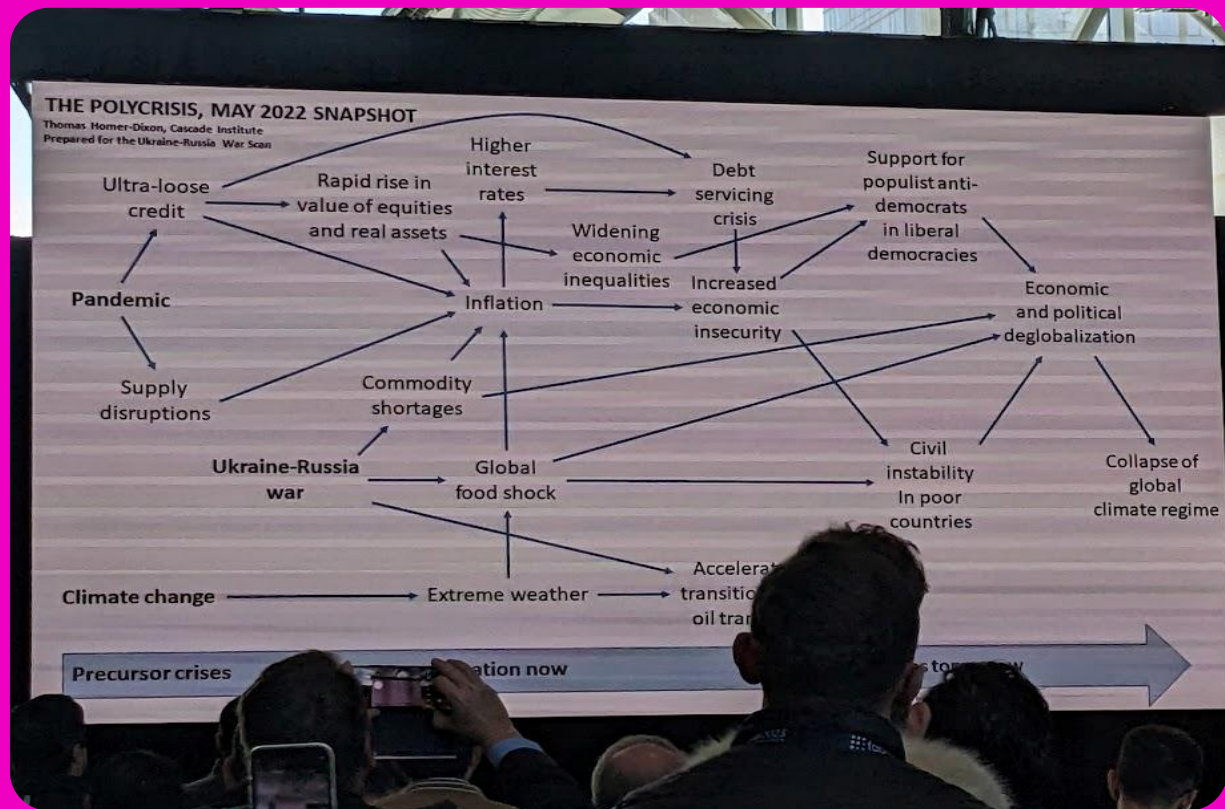 THE POLYCRISIS, MAY 2022 SNAPSHOT
Thomas Homer-Dixon, Cascade Institute
Prepared for the Ukraine-Russia War Scan
Ultra-loose
credit
Rapid rise in
value of equities
and real assets
Higher
interest
rates
Debt
servicing
crisis
Support for
populist anti-
democrats
in liberal
democracies
Widening
economic
inequalities
Pandemic
Inflation
Increased
economic
insecurity
Economic
and political
deglobalization
Supply
disruptions
Commodity
shortages
Ukraine-Russia
war
Global
food shock
Civil
instability
In poor
countries
Collapse of
global
climate regime
Climate change
Extreme weather
oil
Precursor crises
now